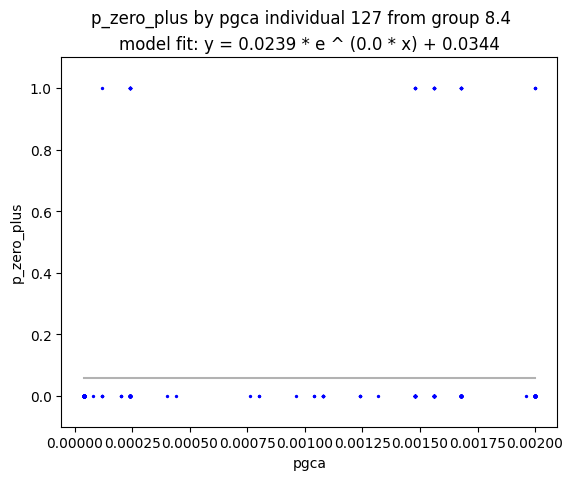 p_zero_plus by pgca individual 127 from group 8.4
model fit: y = 0.0239 * e ^ (0.0 * x) + 0.0344
1.0
0.8
0.6
0.4
0.2
0.0
p_zero_plus
0.00000 0.00025 0.00050 0.00075 0.00100 0.00125 0.00150 0.00175 0.00200
pgca